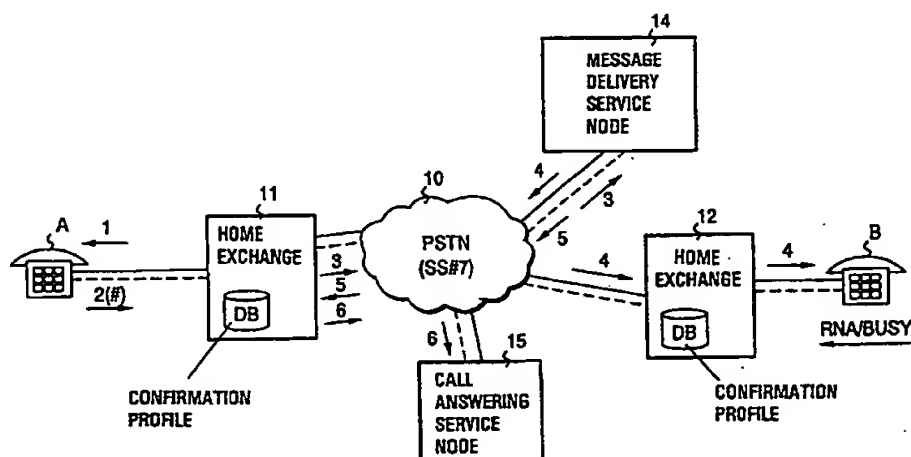 14
MESSAGE
DELIVERY
SERVICE
NODE
4
3
5
10
PSTN
(SS#7)
A
1
2(#)
11
HOME
EXCHANGE
DB
3
5
6
CONFIRMATION
PROFILE
6
15
CALL
ANSWERING
SERVICE
NODE
4
12
HOME
EXCHANGE
DB
4
B
RNA/BUSY
CONFIRMATION
PROFILE